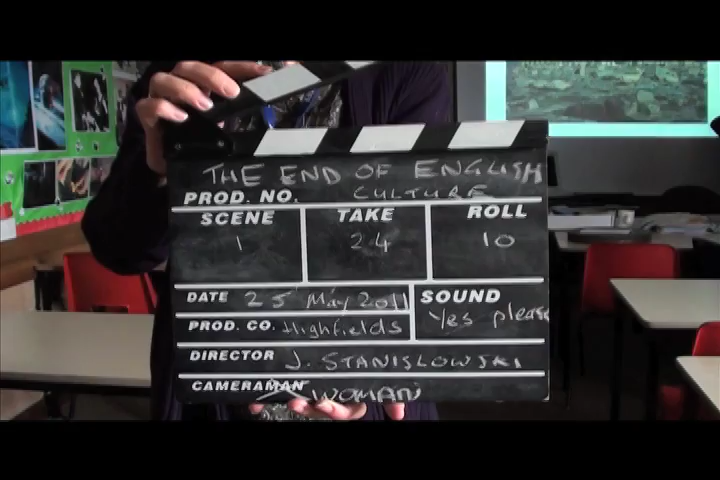 THE END OF ENGLISH
PROD. NO. CULTURE
SCENE TAKE ROLL
1 24 10
DATE 25 May 2011 SOUND
Yes please
PROD. CO. Highfields
DIRECTOR J. STANISLOWSKI
CAMERAMAN WOMAN